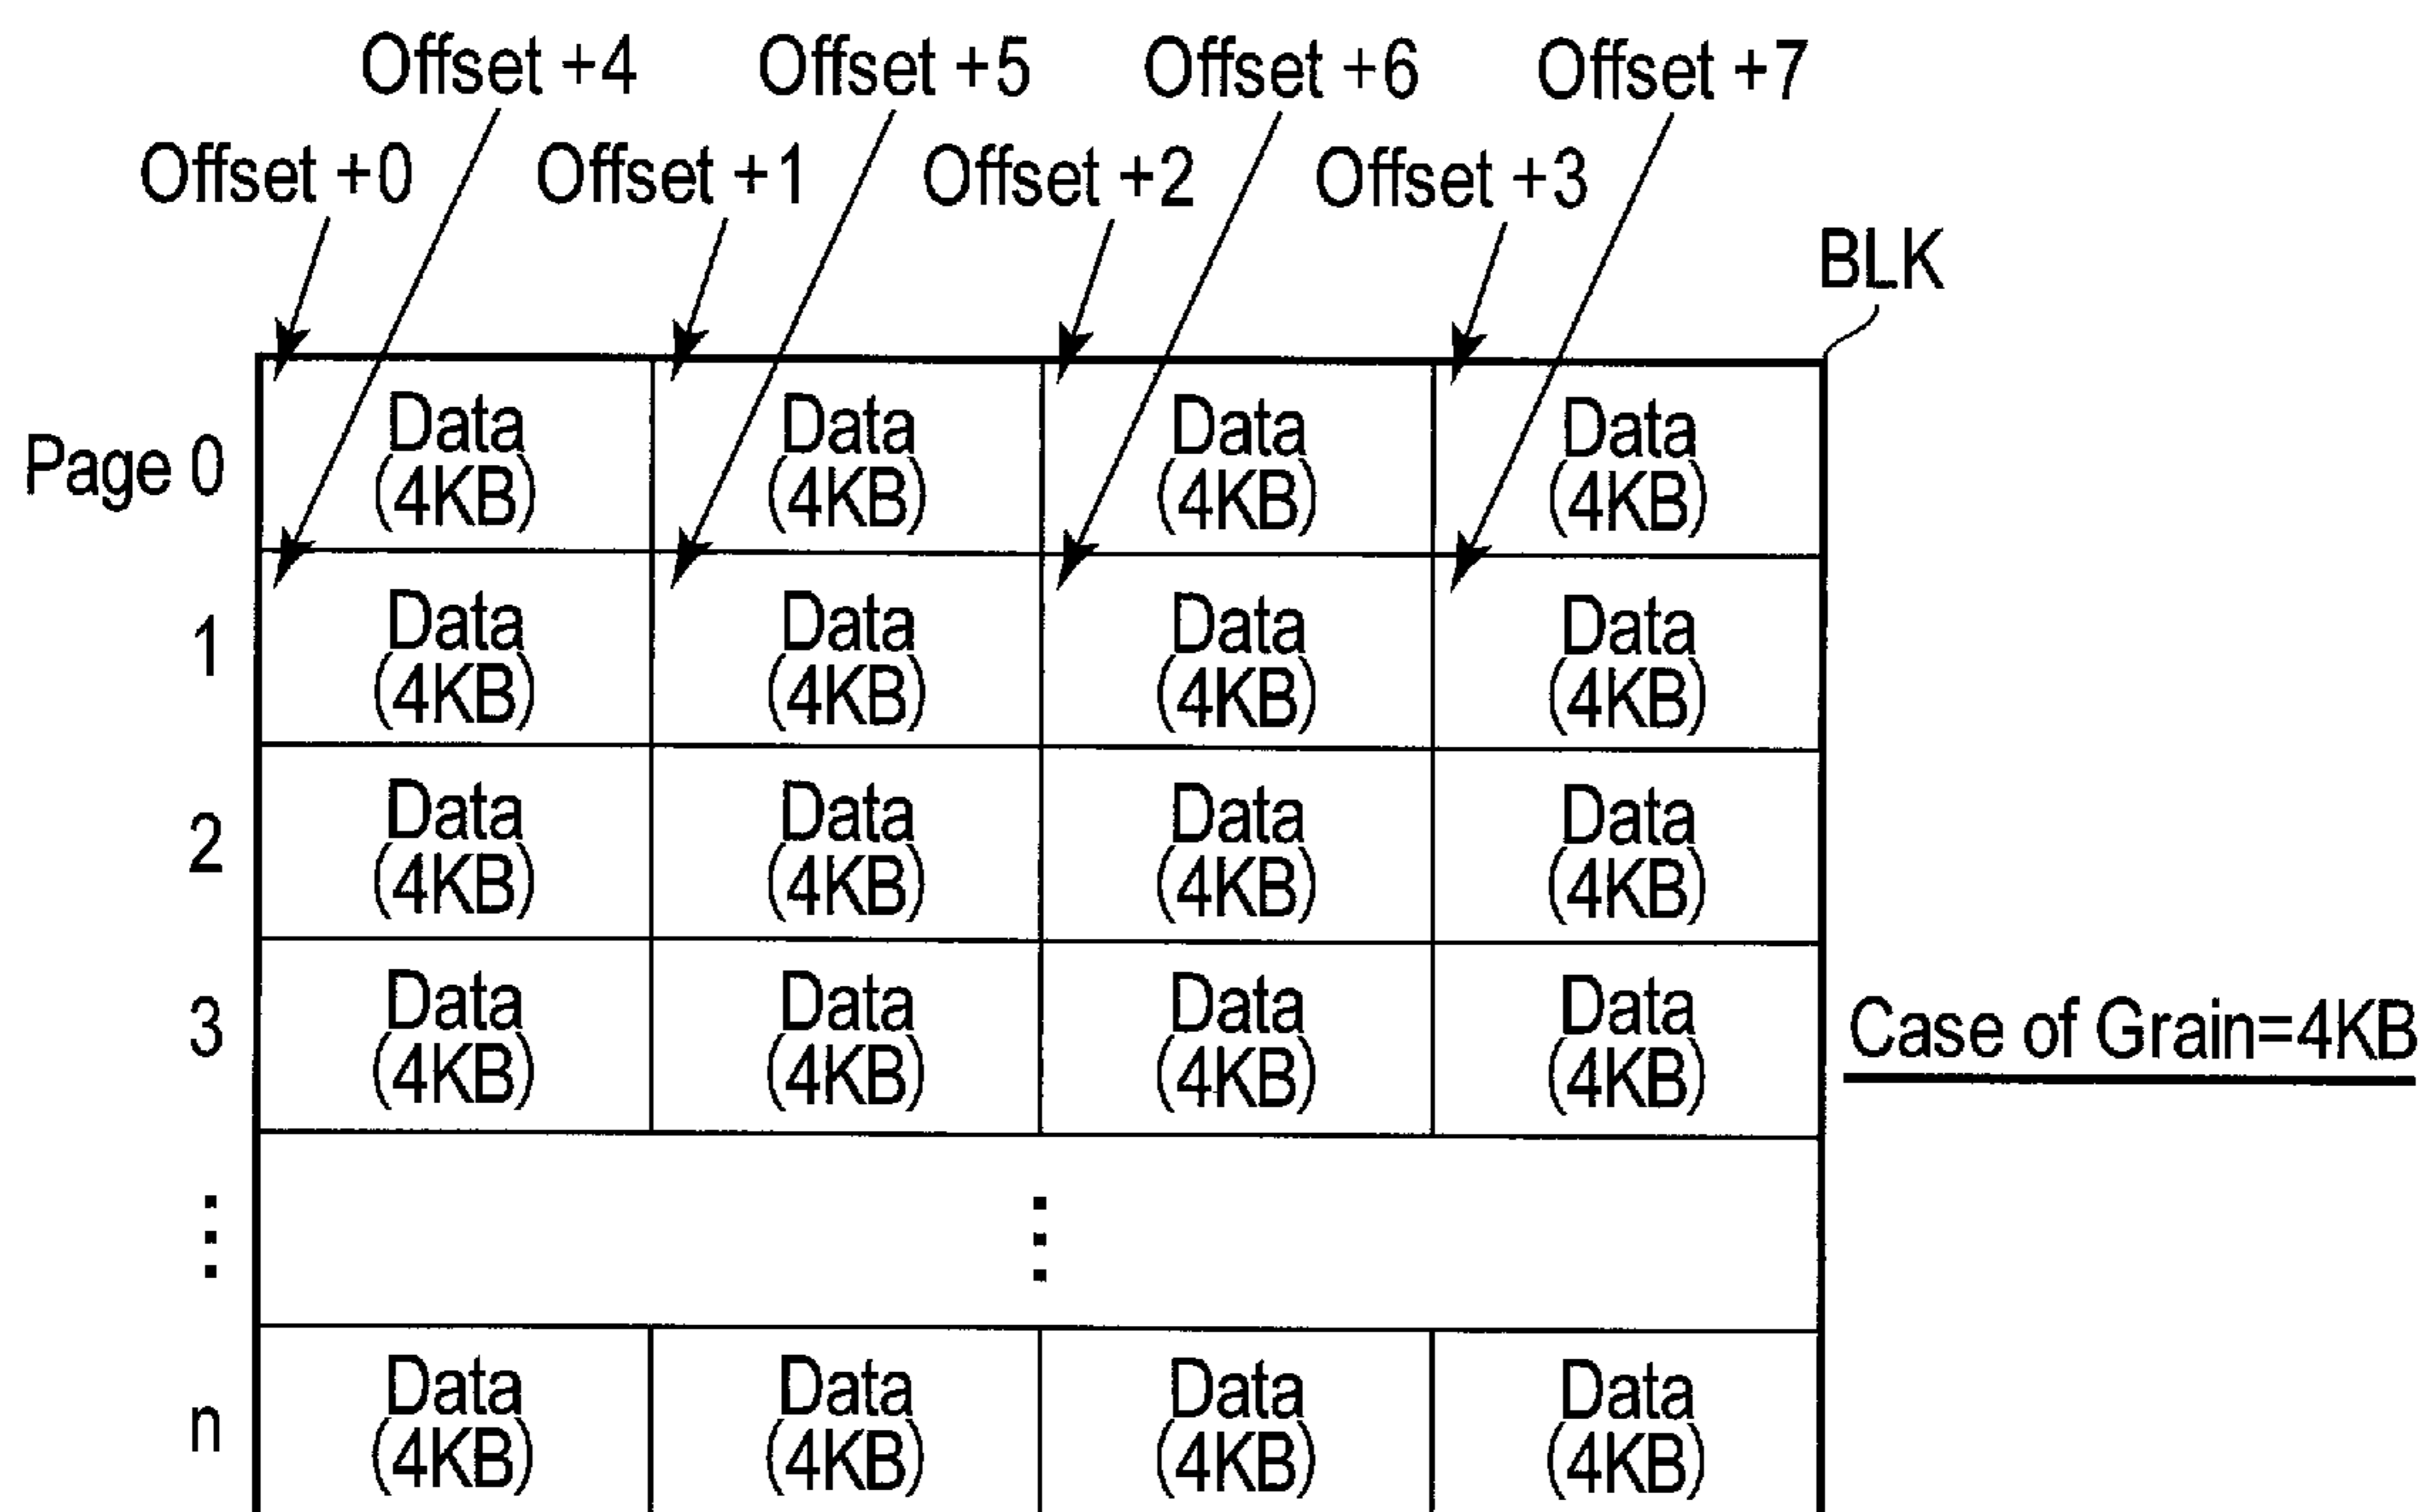 Offset +4 Offset +5 Offset +6 Offset +7
Offset +0 Offset +1 Offset +2 Offset +3
BLK
Page 0
Data Data Data Data
(4KB) (4KB) (4KB) (4KB)
1
Data Data Data Data
(4KB) (4KB) (4KB) (4KB)
2
Data Data Data Data
(4KB) (4KB) (4KB) (4KB)
3
Data Data Data Data
(4KB) (4KB) (4KB) (4KB)
Case of Grain=4KB
n
Data Data Data Data
(4KB) (4KB) (4KB) (4KB)